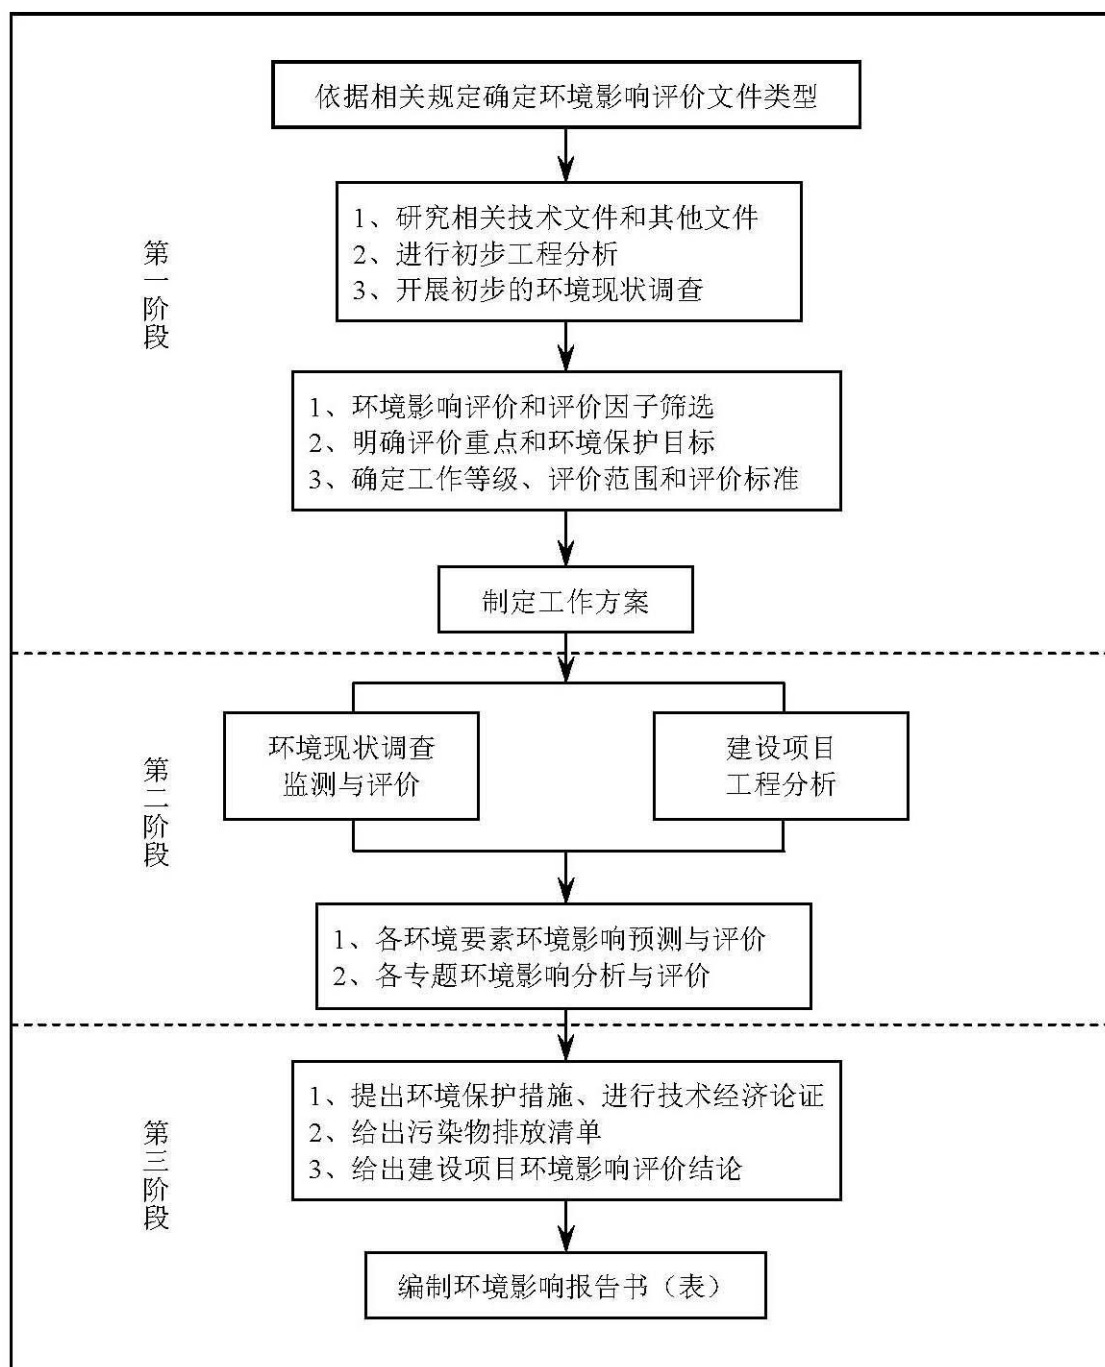 依据相关规定确定环境影响评价文件类型
第一阶段
1、研究相关技术文件和其他文件
2、进行初步工程分析
3、开展初步的环境现状调查
1、环境影响评价和评价因子筛选
2、明确评价重点和环境保护目标
3、确定工作等级、评价范围和评价标准
制定工作方案
第二阶段
环境现状调查
监测与评价
建设项目
工程分析
1、各环境要素环境影响预测与评价
2、各专题环境影响分析与评价
第三阶段
1、提出环境保护措施、进行技术经济论证
2、给出污染物排放清单
3、给出建设项目环境影响评价结论
编制环境影响报告书（表）